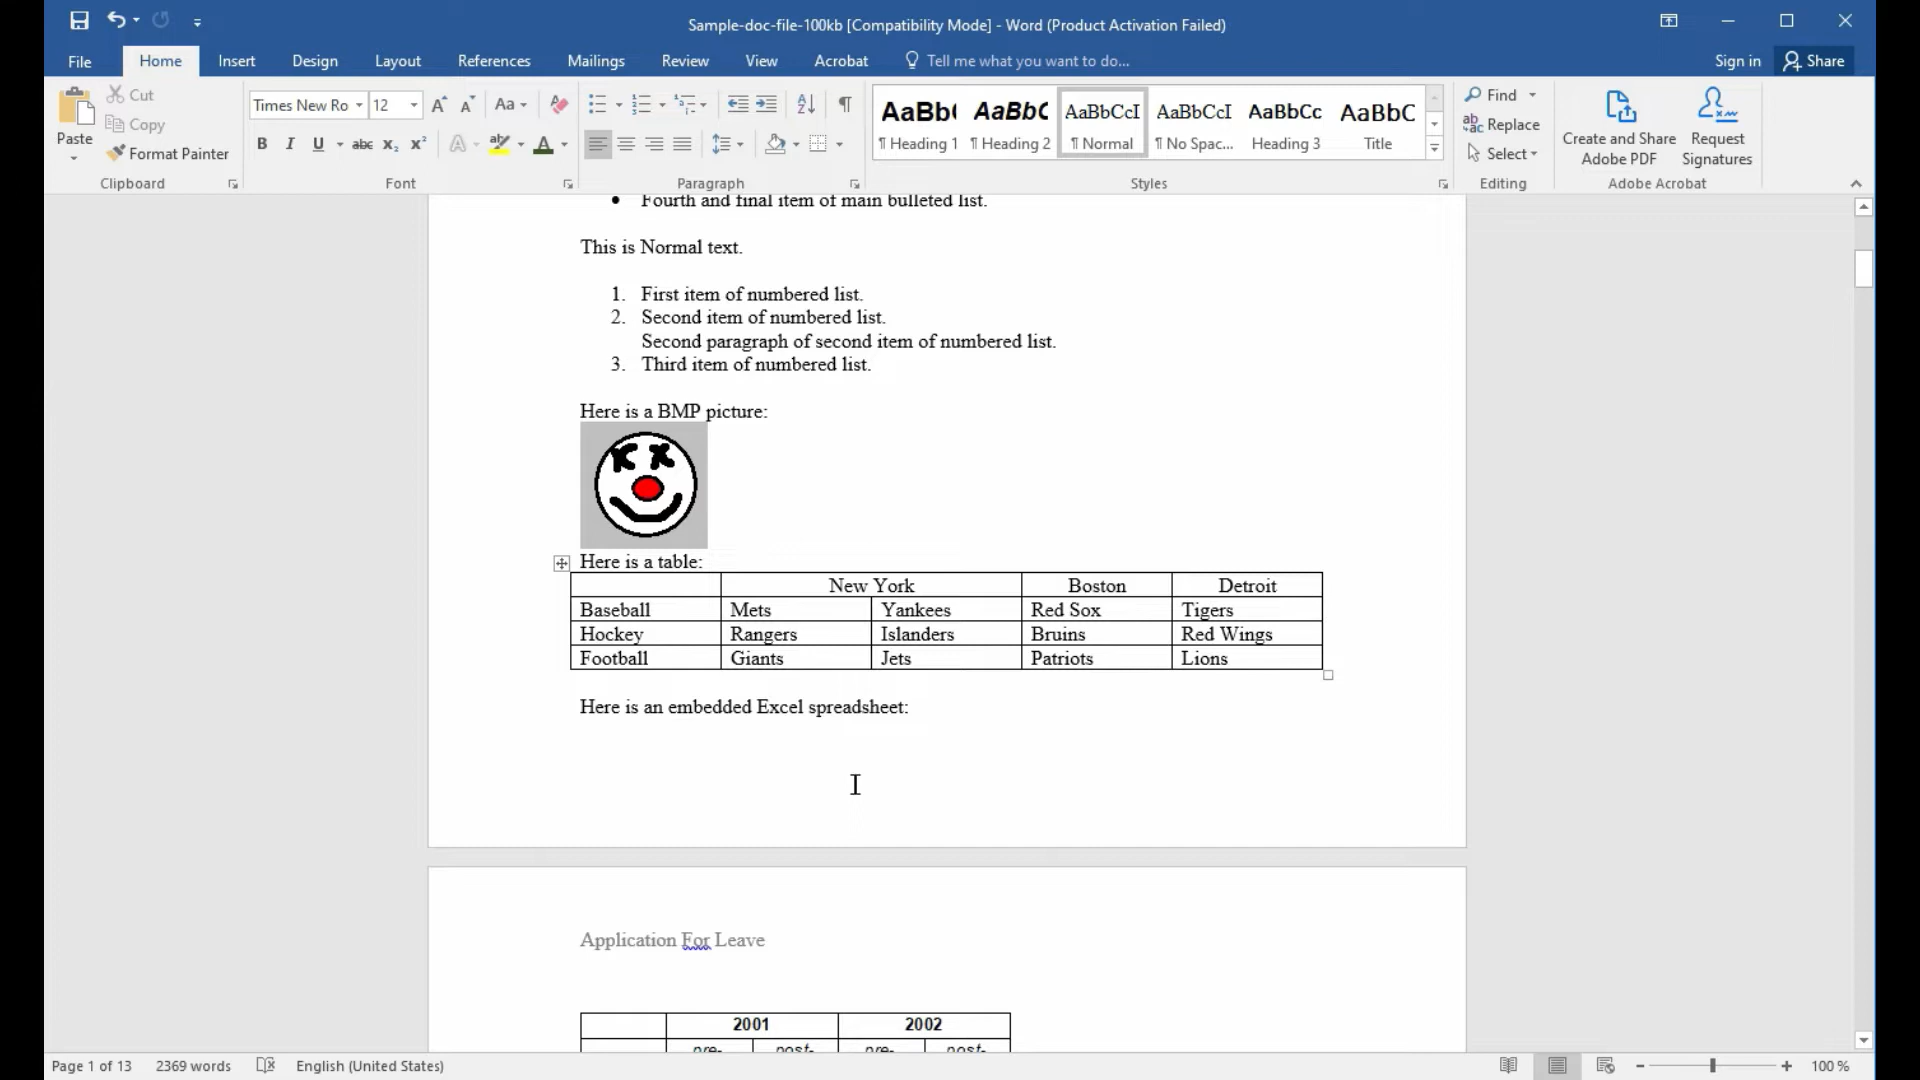 Sample-doc-file-100kb [Compatibility Mode] - Word (Product Activation Failed)
File Home Insert Design Layout References Mailings Review View Acrobat Tell me what you want to do... Sign in Share
Paste
Cut
Copy
Format Painter
Clipboard
Times New Ro 12
Font
Paragraph
AaBb( AaBbC AaBbCcI AaBbCcI AaBbCc AaBbC
¶ Heading 1 ¶ Heading 2 ¶ Normal ¶ No Spac... Heading 3 Title
Styles
Find
Replace
Select
Editing
Create and Share Adobe PDF
Request Signatures
Adobe Acrobat
• Fourth and final item of main bulleted list.
This is Normal text.
1. First item of numbered list.
2. Second item of numbered list.
Second paragraph of second item of numbered list.
3. Third item of numbered list.
Here is a BMP picture:
Here is a table:
New York Boston Detroit
Baseball Mets Yankees Red Sox Tigers
Hockey Rangers Islanders Bruins Red Wings
Football Giants Jets Patriots Lions
Here is an embedded Excel spreadsheet:
Application For Leave
2001 2002
pre- post- pre- post-
Page 1 of 13 2369 words English (United States) 100 %